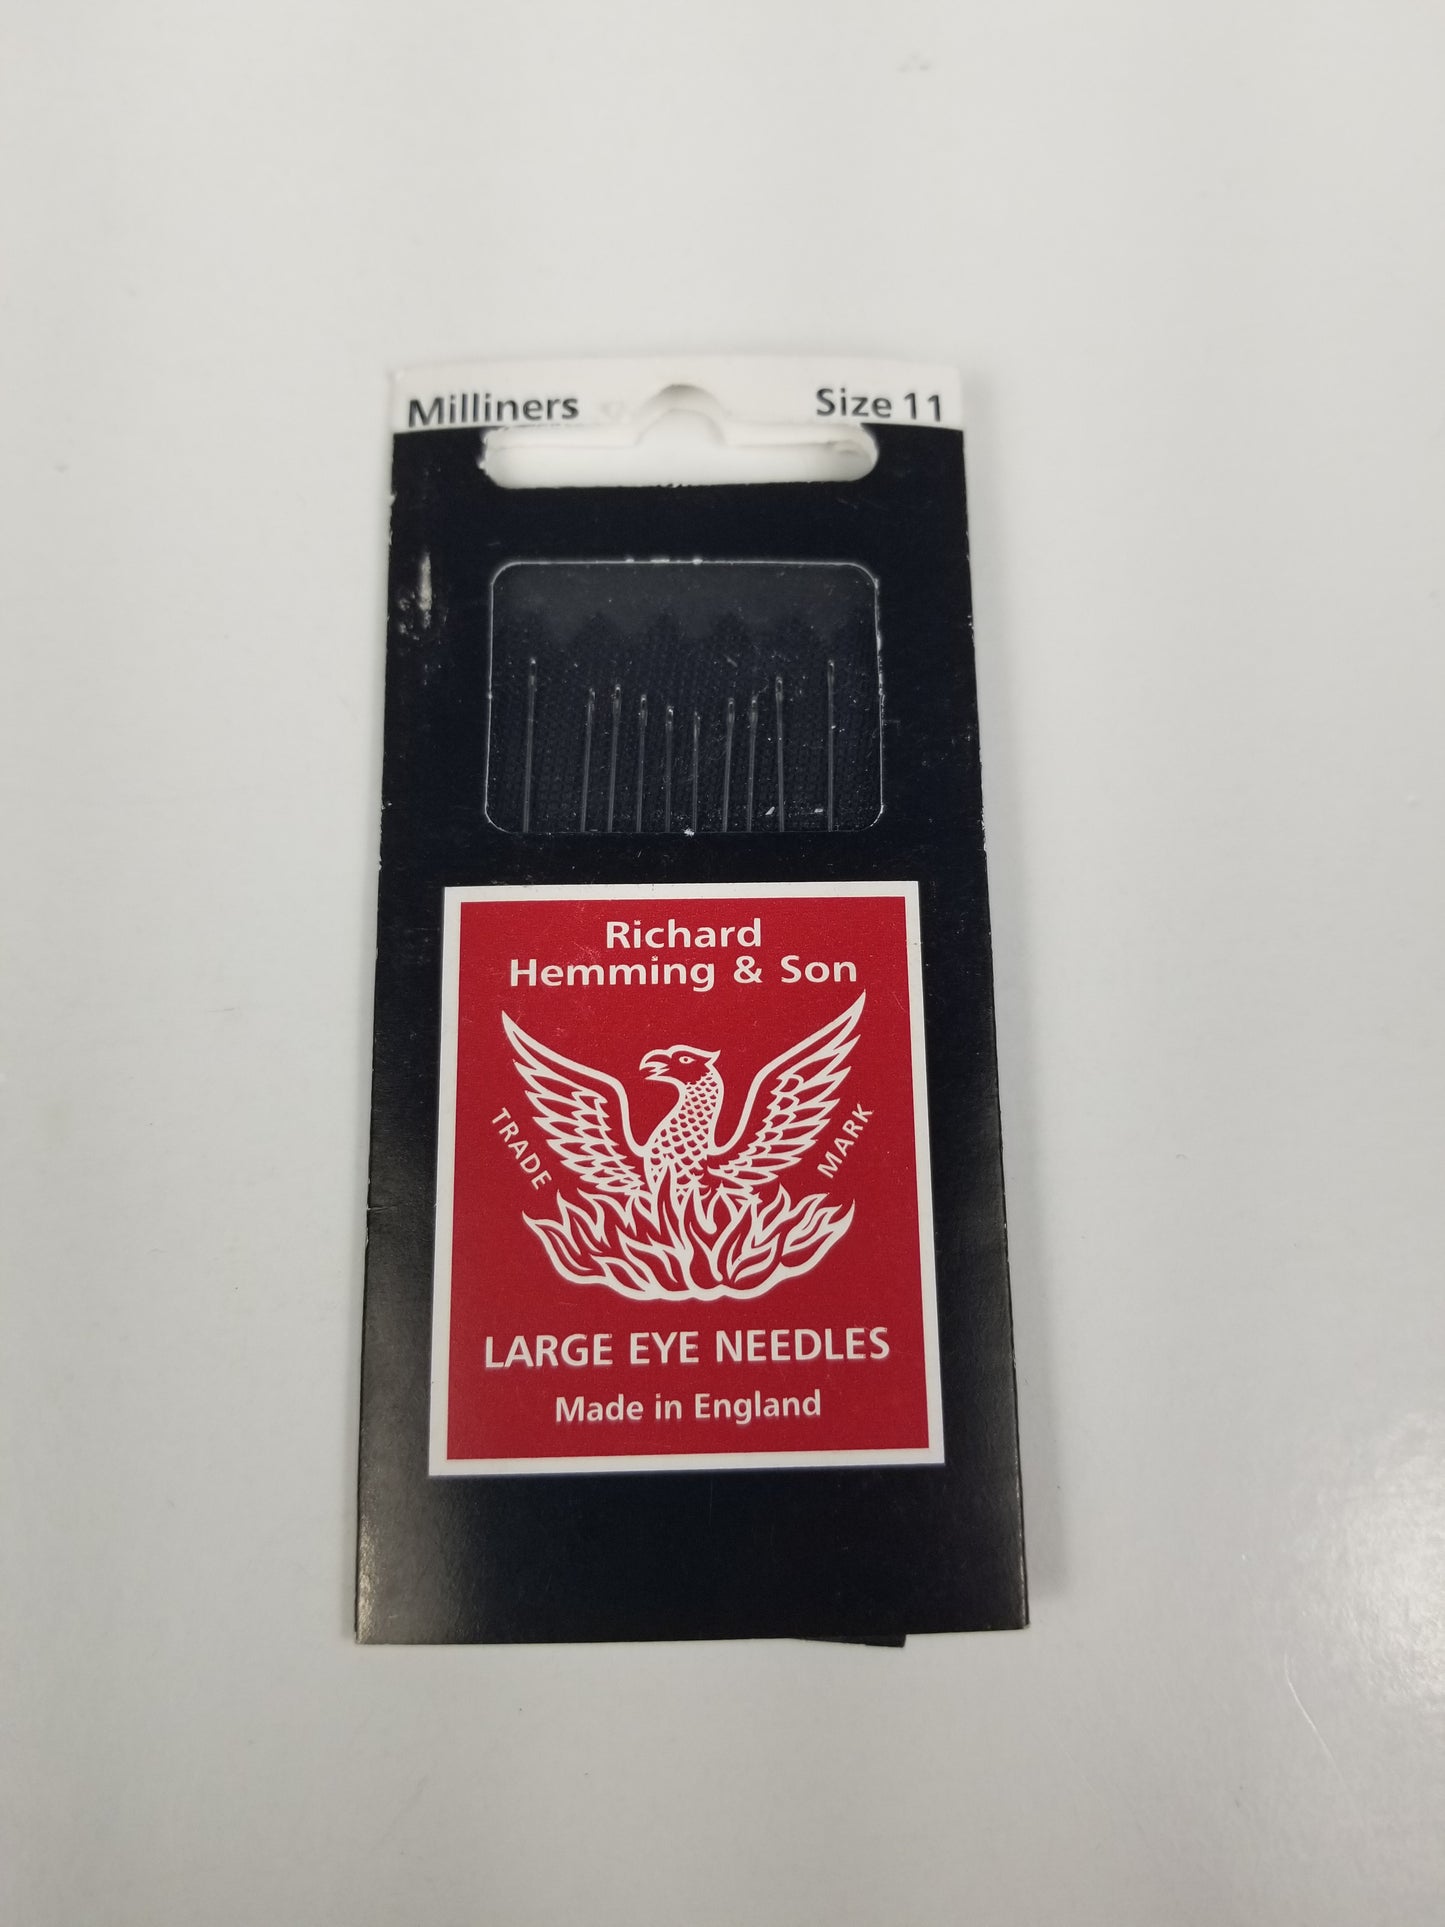 Milliners Size 11
Richard
Hemming & Son
TRADE MARK
LARGE EYE NEEDLES
Made in England